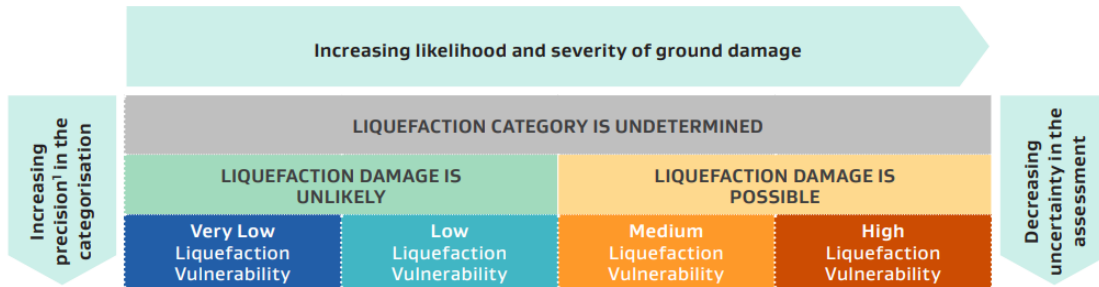 Increasing likelihood and severity of ground damage
Increasing
precision¹ in the
categorisation
LIQUEFACTION CATEGORY IS UNDETERMINED
LIQUEFACTION DAMAGE IS
UNLIKELY
LIQUEFACTION DAMAGE IS
POSSIBLE
Very Low
Liquefaction
Vulnerability
Low
Liquefaction
Vulnerability
Medium
Liquefaction
Vulnerability
High
Liquefaction
Vulnerability
Decreasing
uncertainty in the
assessment